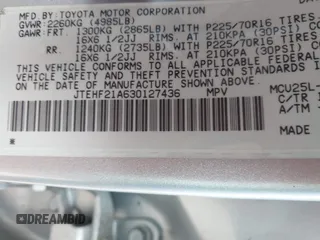 MFD. BY: TOYOTA MOTOR CORPORATION
GVWR:2260KG (4985LB)
GAWR: FRT. 1300KG (2865LB) WITH P225/70R16 TIRES
16X6 1/2JJ RIMS, AT 210KPA (30PSI) COLD
RR. 1240KG (2735LB) WITH P225/70R16 TIRES
16X6 1/2JJ RIMS, AT 210KPA (30PSI) COLD
THIS VEHICLE CONFORMS TO ALL APPLICABLE FEDERAL
MOTOR VEHICLE SAFETY, BUMPER, AND THEFT PREVENTION
STANDARDS IN EFFECT ON THE DATE OF MANUFACTURE
JTEHF21A630127436 MPV
MCU25L-
C/TR
A/TM
*
DREAMBID